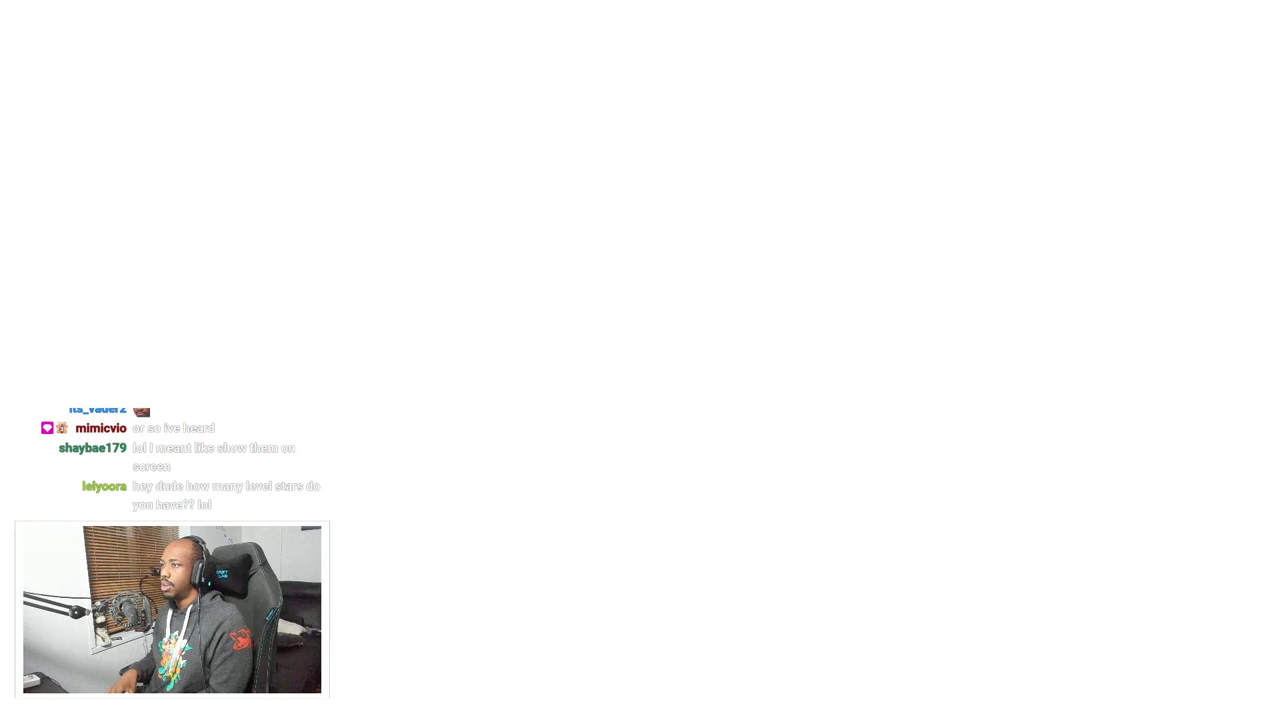 its_vader2
mimicvio or so ive heard
shaybae179 lol I meant like show them on
screen
lelyoora hey dude how many level stars do
you have?? lol